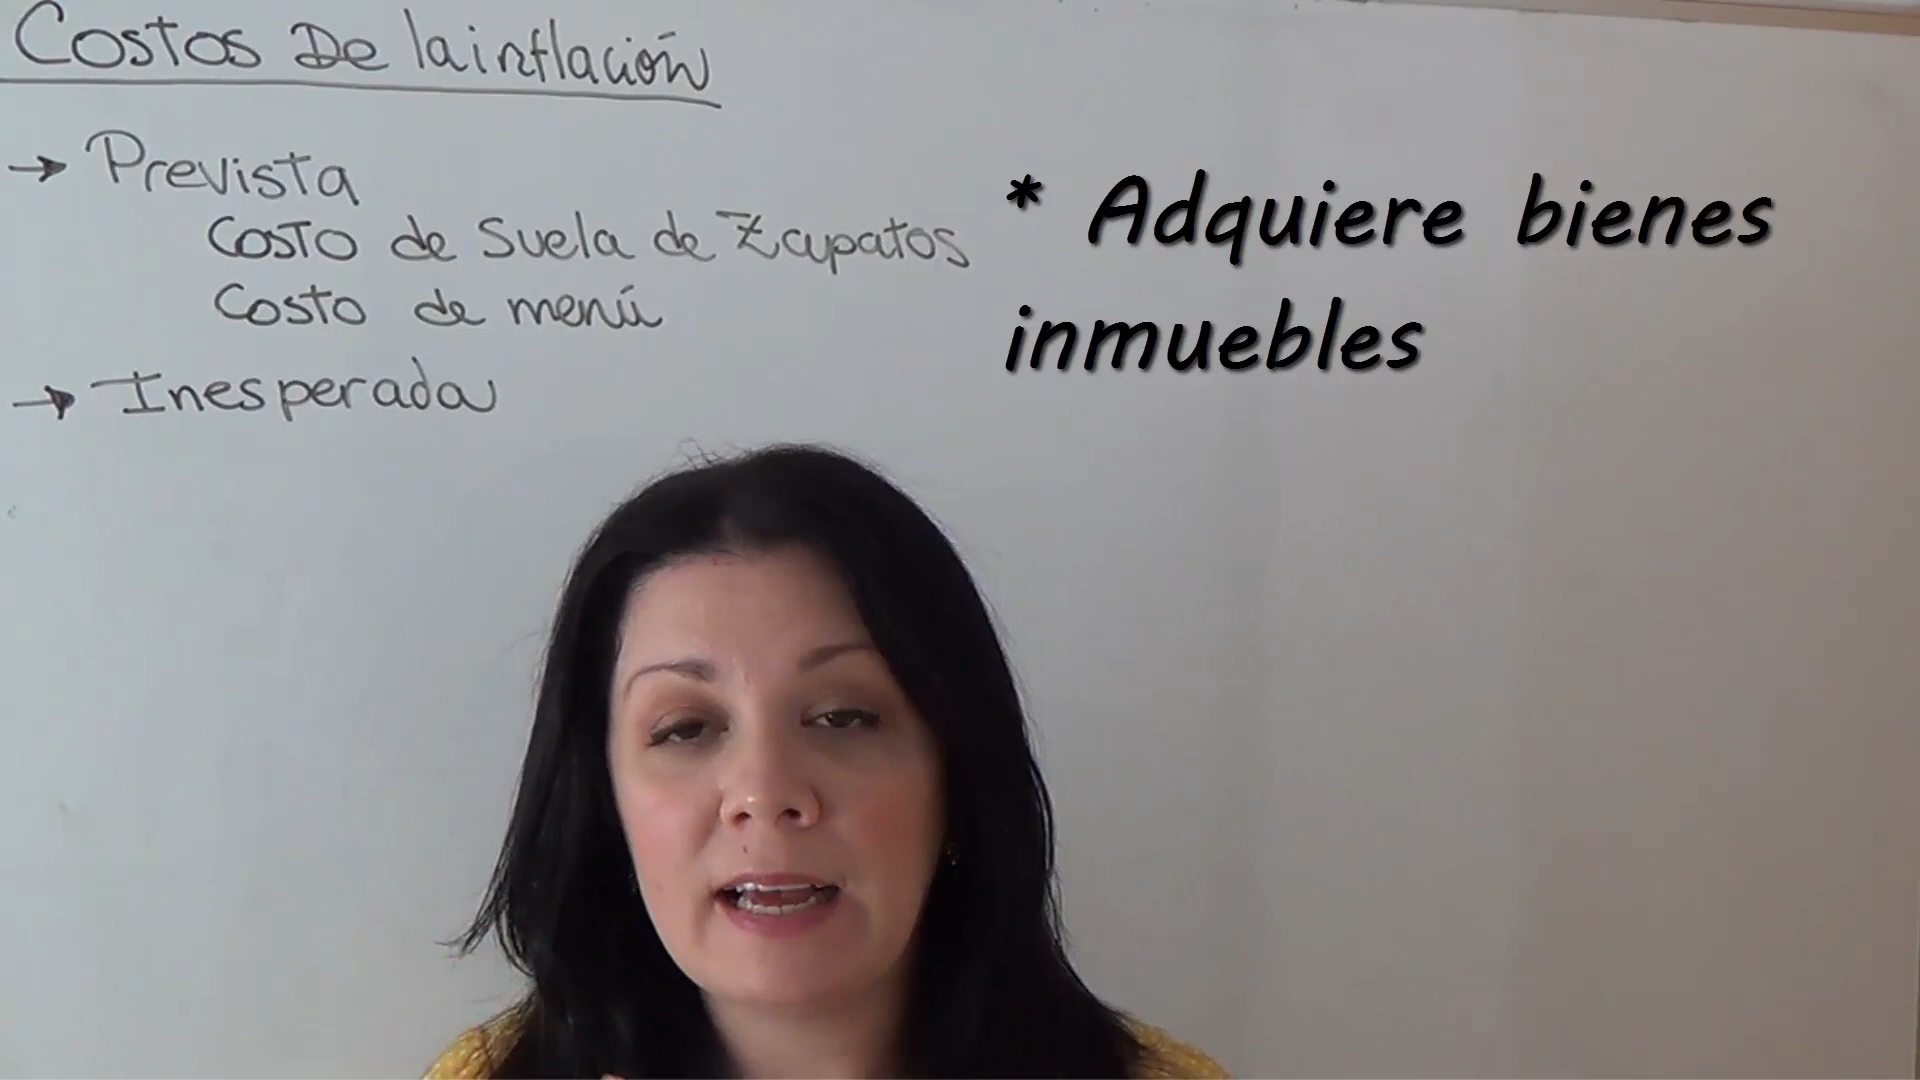 Costos De la inflación
→ Prevista
Costo de Suela de Zapatos
Costo de menú
→ Inesperada
* Adquiere bienes
inmuebles